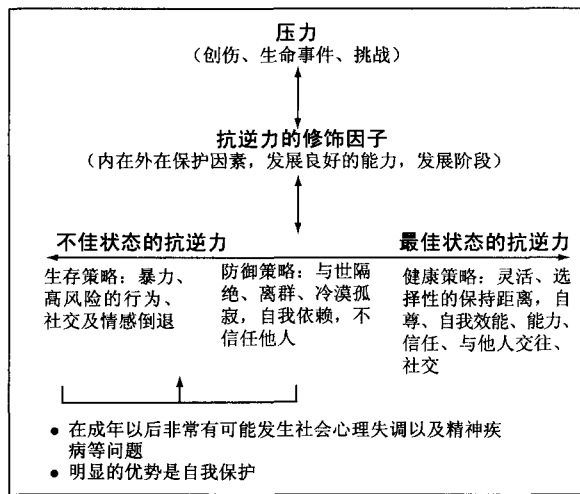 压力
（创伤、生命事件、挑战）
抗逆力的修饰因子
（内在外在保护因素，发展良好的能力，发展阶段）
不佳状态的抗逆力
最佳状态的抗逆力
生存策略：暴力、
高风险的行为、
社交及情感倒退
防御策略：与世隔
绝、离群、冷漠孤
寂，自我依赖，不
信任他人
健康策略：灵活、选
择性的保持距离，自
尊、自我效能、能力、
信任、与他人交往、
社交
● 在成年以后非常有可能发生社会心理失调以及精神疾
病等问题
● 明显的优势是自我保护